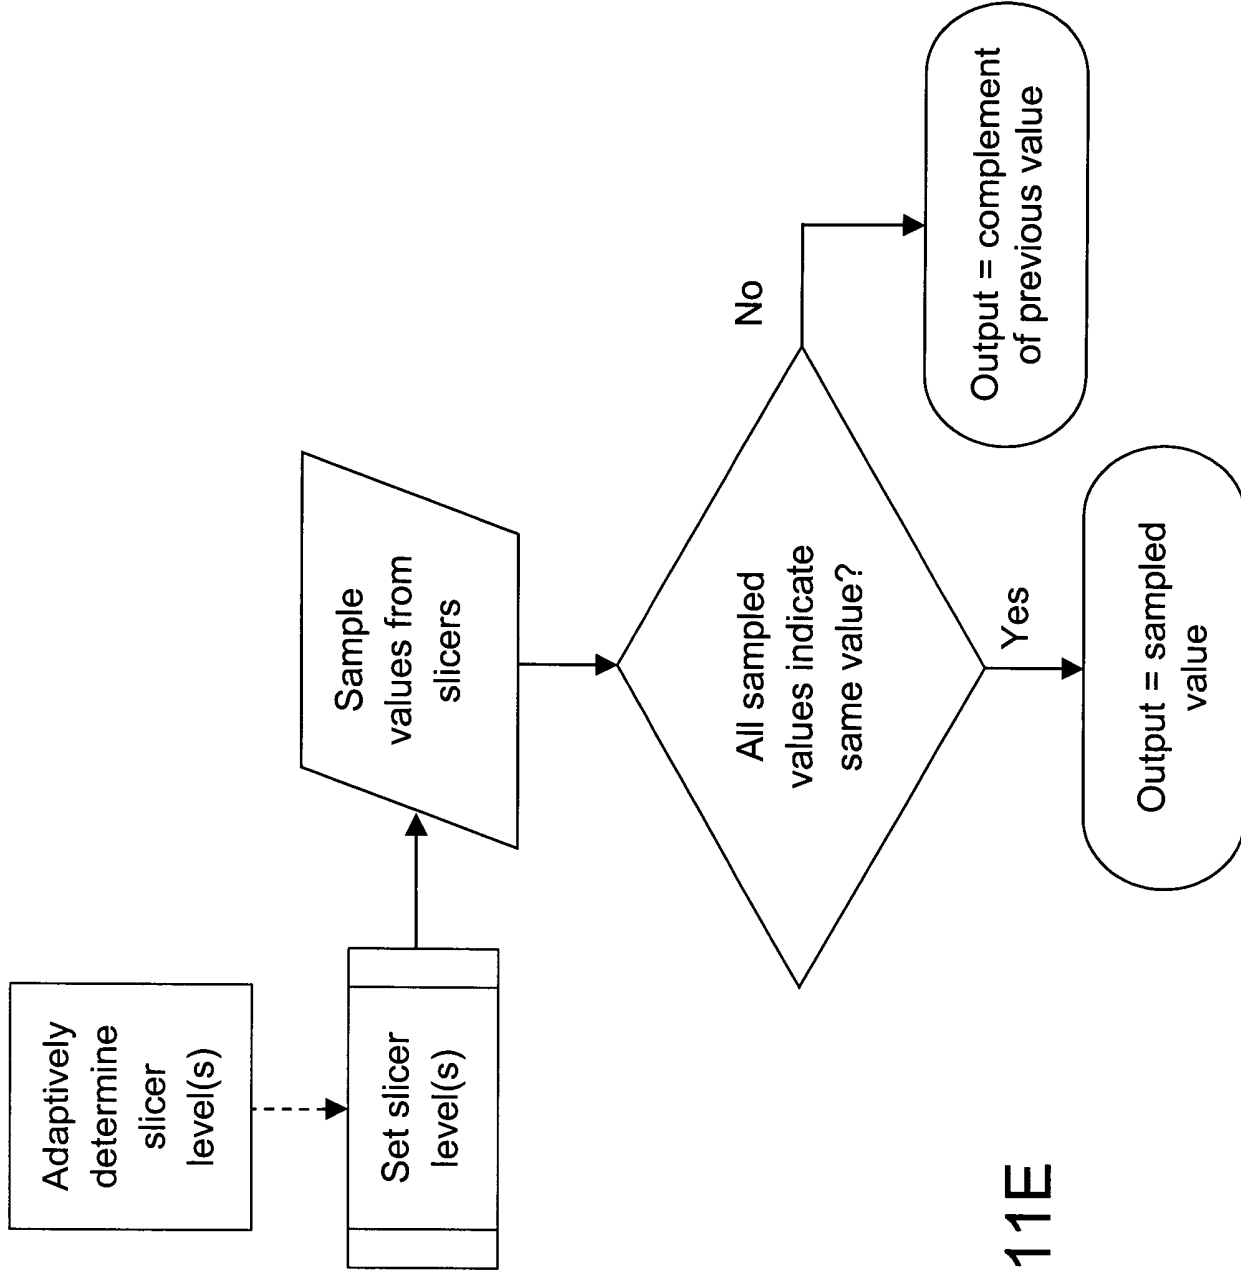 Adaptively
determine
slicer
level(s)
Set slicer
level(s)
Sample
values from
slicers
All sampled
values indicate
same value?
No
Output = complement
of previous value
Yes
Output = sampled
value
11E